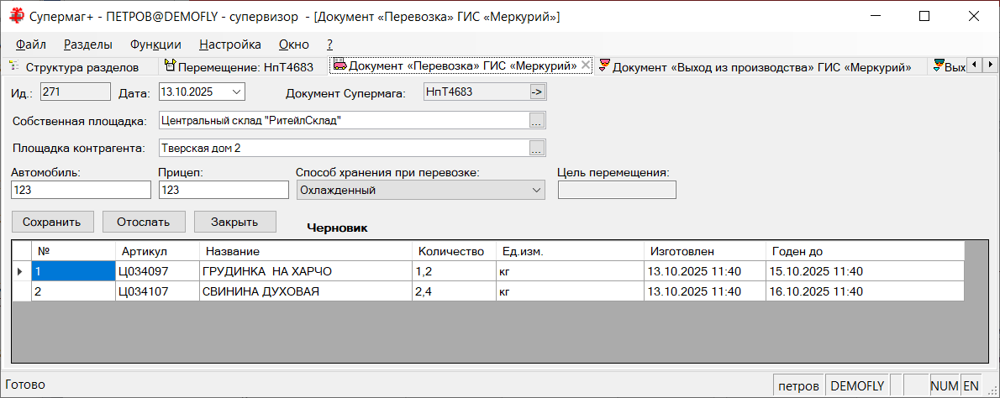 Супермаг+ - ПЕТРОВ@DEMOFLY - супервизор - [Документ «Перевозка» ГИС «Меркурий»]
Файл Разделы Функции Настройка Окно ?
Структура разделов Перемещение: НпТ4683 Документ «Перевозка» ГИС «Меркурий» Документ «Выход из производства» ГИС «Меркурий» Вых
Ид.: 271 Дата: 13.10.2025 Документ Супермага: НпТ4683 ->
Собственная площадка: Центральный склад "РитейлСклад" ...
Площадка контрагента: Тверская дом 2 ...
Автомобиль: Прицеп: Способ хранения при перевозке: Цель перемещения:
123 123 Охлажденный
Сохранить Отослать Закрыть Черновик
№ Артикул Название Количество Ед.изм. Изготовлен Годен до
1 Ц034097 ГРУДИНКА НА ХАРЧО 1,2 кг 13.10.2025 11:40 15.10.2025 11:40
2 Ц034107 СВИНИНА ДУХОВАЯ 2,4 кг 13.10.2025 11:40 16.10.2025 11:40
Готово петров DEMOFLY NUM EN